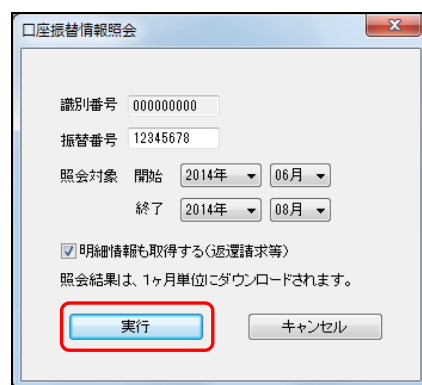 口座振替情報照会
識別番号 000000000
振替番号 12345678
照会対象 開始 2014年 06月
終了 2014年 08月
明細情報も取得する(返還請求等)
照会結果は、1ヶ月単位にダウンロードされます。
実行 キャンセル